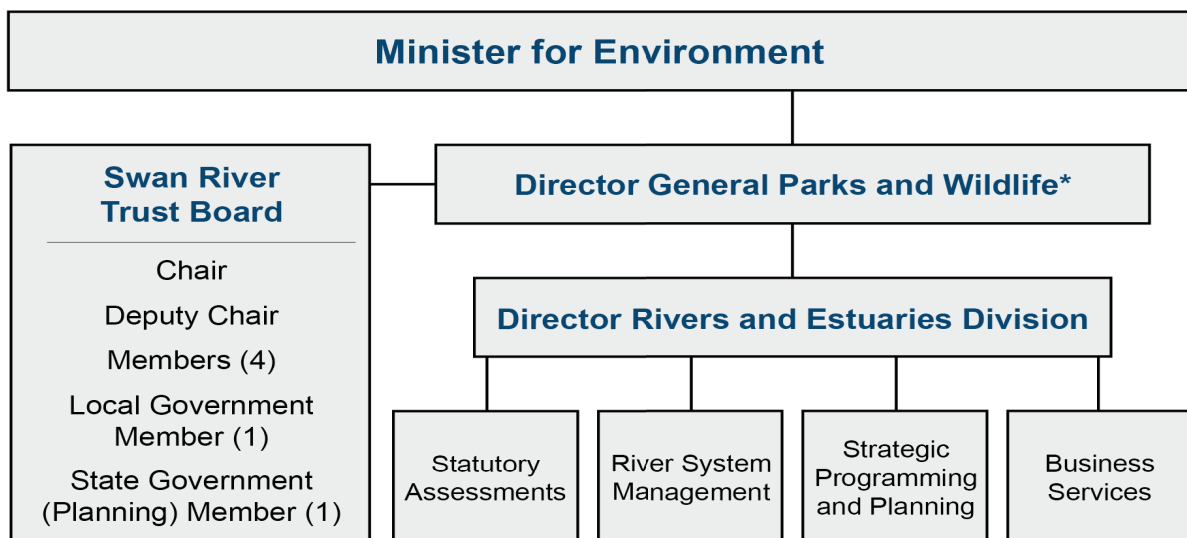 Minister for Environment
Swan River
Trust Board
Chair
Deputy Chair
Members (4)
Local Government
Member (1)
State Government
(Planning) Member (1)
Director General Parks and Wildlife*
Director Rivers and Estuaries Division
Statutory
Assessments
River System
Management
Strategic
Programming
and Planning
Business
Services